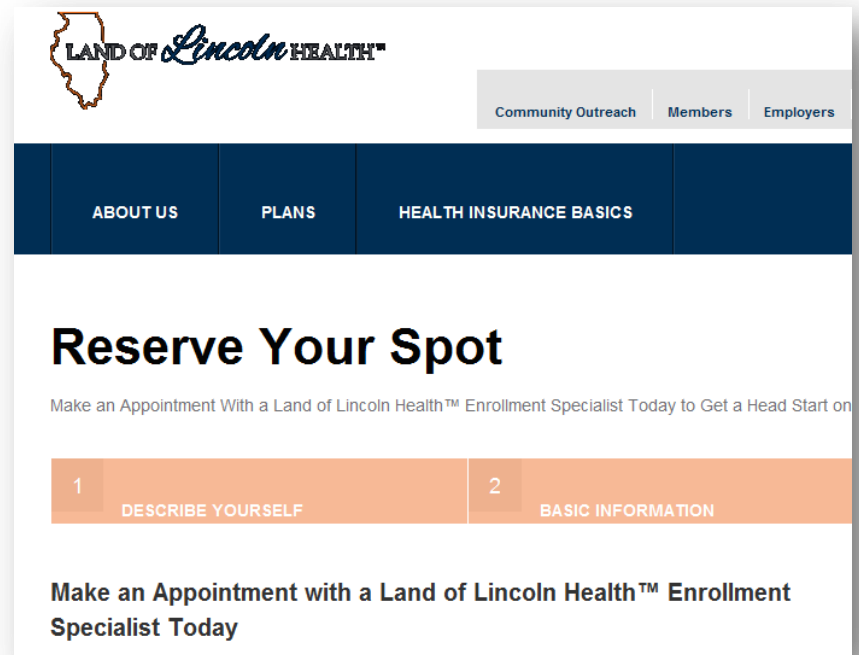 LAND OF Lincoln HEALTH™
Community Outreach Members Employers
ABOUT US PLANS HEALTH INSURANCE BASICS
Reserve Your Spot
Make an Appointment With a Land of Lincoln Health™ Enrollment Specialist Today to Get a Head Start on
1 DESCRIBE YOURSELF 2 BASIC INFORMATION
Make an Appointment with a Land of Lincoln Health™ Enrollment
Specialist Today